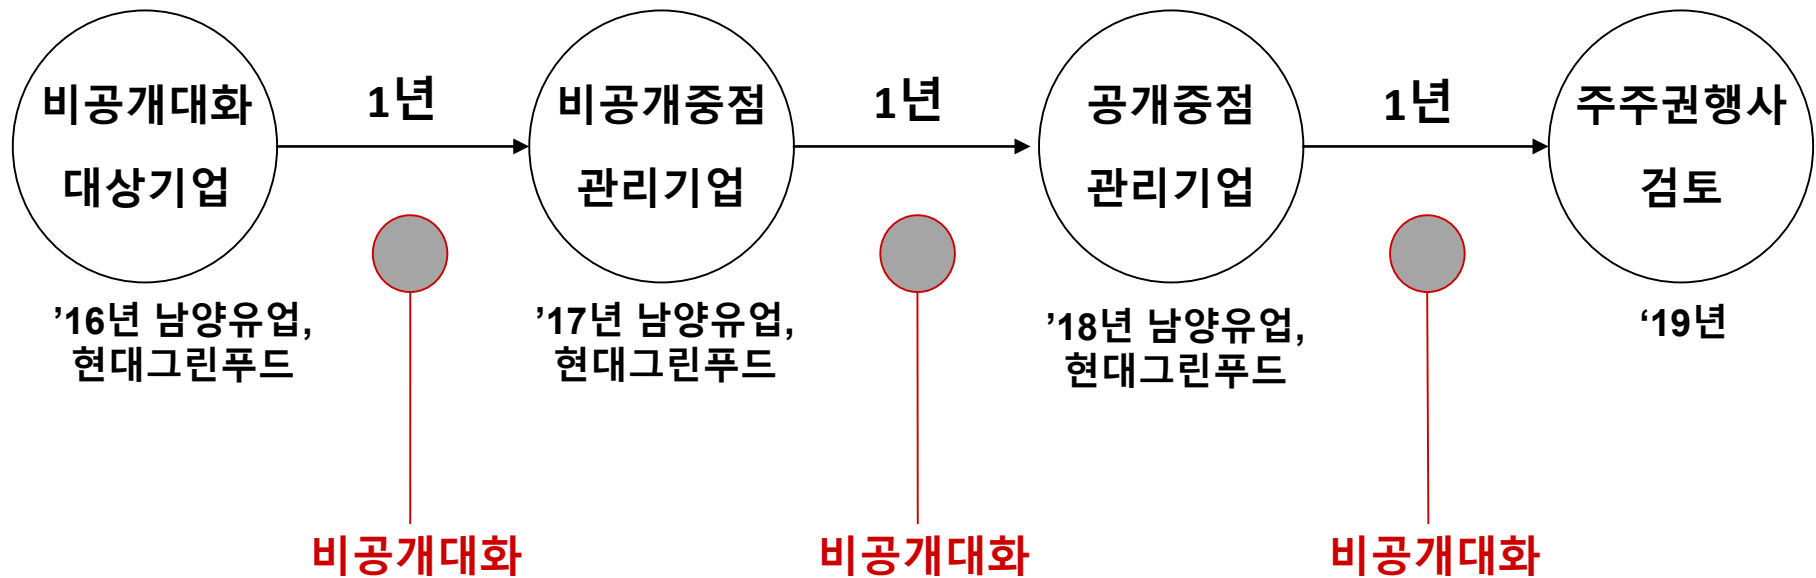 비공개대화
대상기업
1년
비공개중점
관리기업
1년
공개중점
관리기업
1년
주주권행사
검토
’16년 남양유업,
현대그린푸드
’17년 남양유업,
현대그린푸드
’18년 남양유업,
현대그린푸드
‘19년
비공개대화
비공개대화
비공개대화